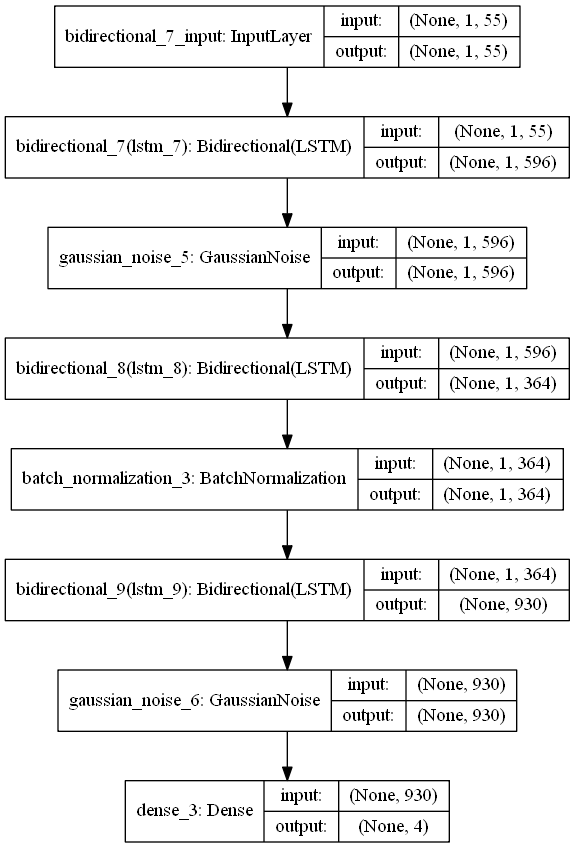 bidirectional_7_input: InputLayer
input: (None, 1, 55)
output: (None, 1, 55)
bidirectional_7(lstm_7): Bidirectional(LSTM)
input: (None, 1, 55)
output: (None, 1, 596)
gaussian_noise_5: GaussianNoise
input: (None, 1, 596)
output: (None, 1, 596)
bidirectional_8(lstm_8): Bidirectional(LSTM)
input: (None, 1, 596)
output: (None, 1, 364)
batch_normalization_3: BatchNormalization
input: (None, 1, 364)
output: (None, 1, 364)
bidirectional_9(lstm_9): Bidirectional(LSTM)
input: (None, 1, 364)
output: (None, 930)
gaussian_noise_6: GaussianNoise
input: (None, 930)
output: (None, 930)
dense_3: Dense
input: (None, 930)
output: (None, 4)